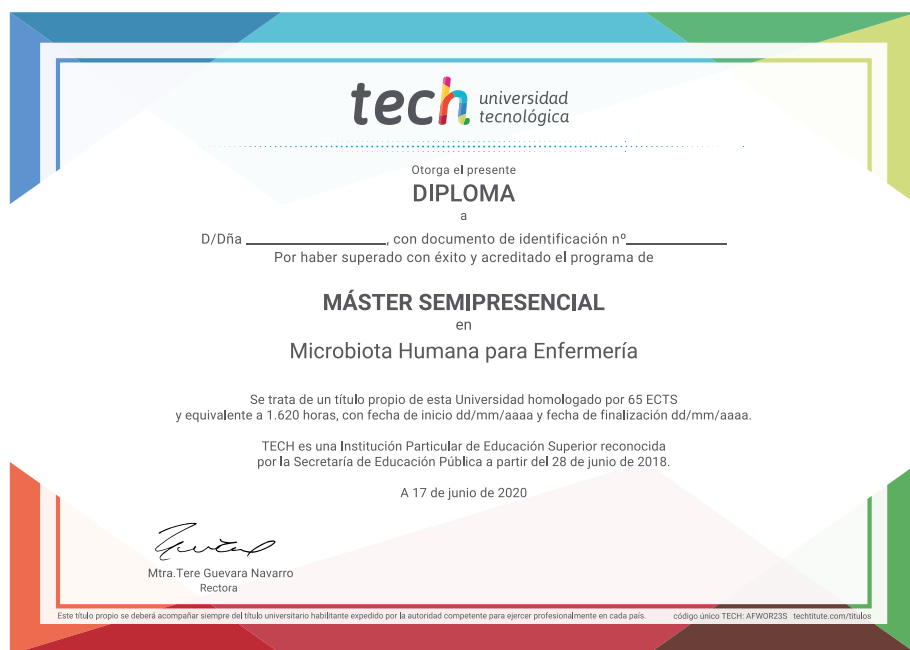 tech universidad
tecnológica
Otorga el presente
DIPLOMA
a
D/Dña ________________, con documento de identificación nº____________
Por haber superado con éxito y acreditado el programa de
MÁSTER SEMIPRESENCIAL
en
Microbiota Humana para Enfermería
Se trata de un título propio de esta Universidad homologado por 65 ECTS
y equivalente a 1.620 horas, con fecha de inicio dd/mm/aaaa y fecha de finalización dd/mm/aaaa.
TECH es una Institución Particular de Educación Superior reconocida
por la Secretaría de Educación Pública a partir del 28 de junio de 2018.
A 17 de junio de 2020
Mtra.Tere Guevara Navarro
Rectora
Este título propio se deberá acompañar siempre del título universitario habilitante expedido por la autoridad competente para ejercer profesionalmente en cada país. código único TECH: AFWOR23S techtitute.com/titulos